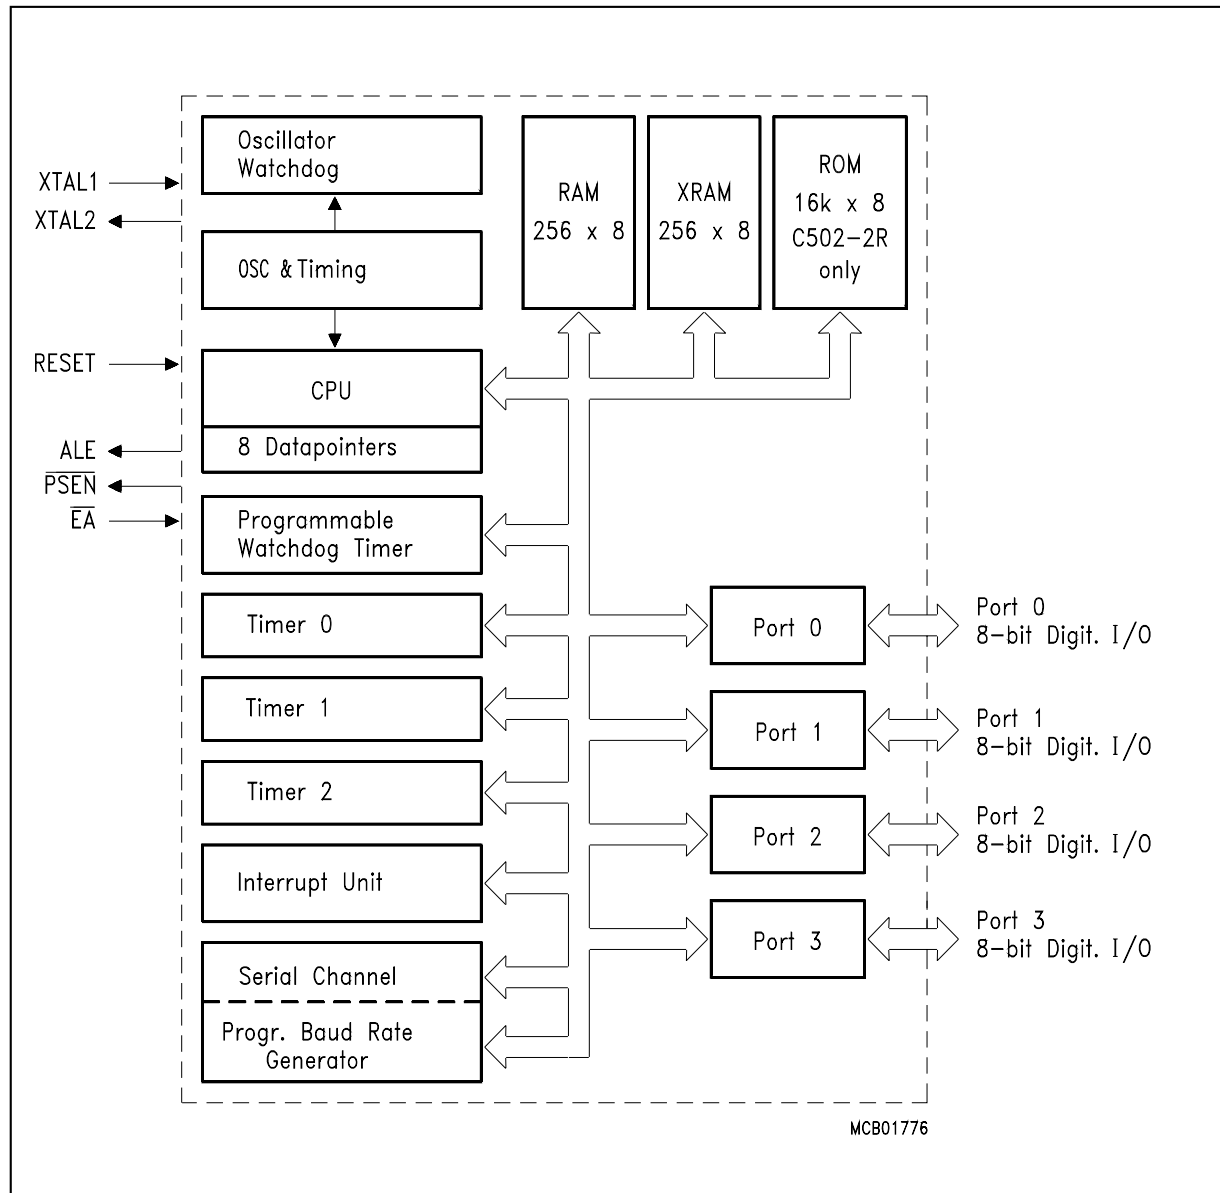 XTAL1
XTAL2
RESET
ALE
PSEN
EA
Oscillator
Watchdog
OSC & Timing
CPU
8 Datapointers
Programmable
Watchdog Timer
Timer 0
Timer 1
Timer 2
Interrupt Unit
Serial Channel
Progr. Baud Rate
Generator
RAM
256 x 8
XRAM
256 x 8
ROM
16k x 8
C502-2R
only
Port 0
Port 1
Port 2
Port 3
Port 0
8-bit Digit. I/O
Port 1
8-bit Digit. I/O
Port 2
8-bit Digit. I/O
Port 3
8-bit Digit. I/O
MCB01776